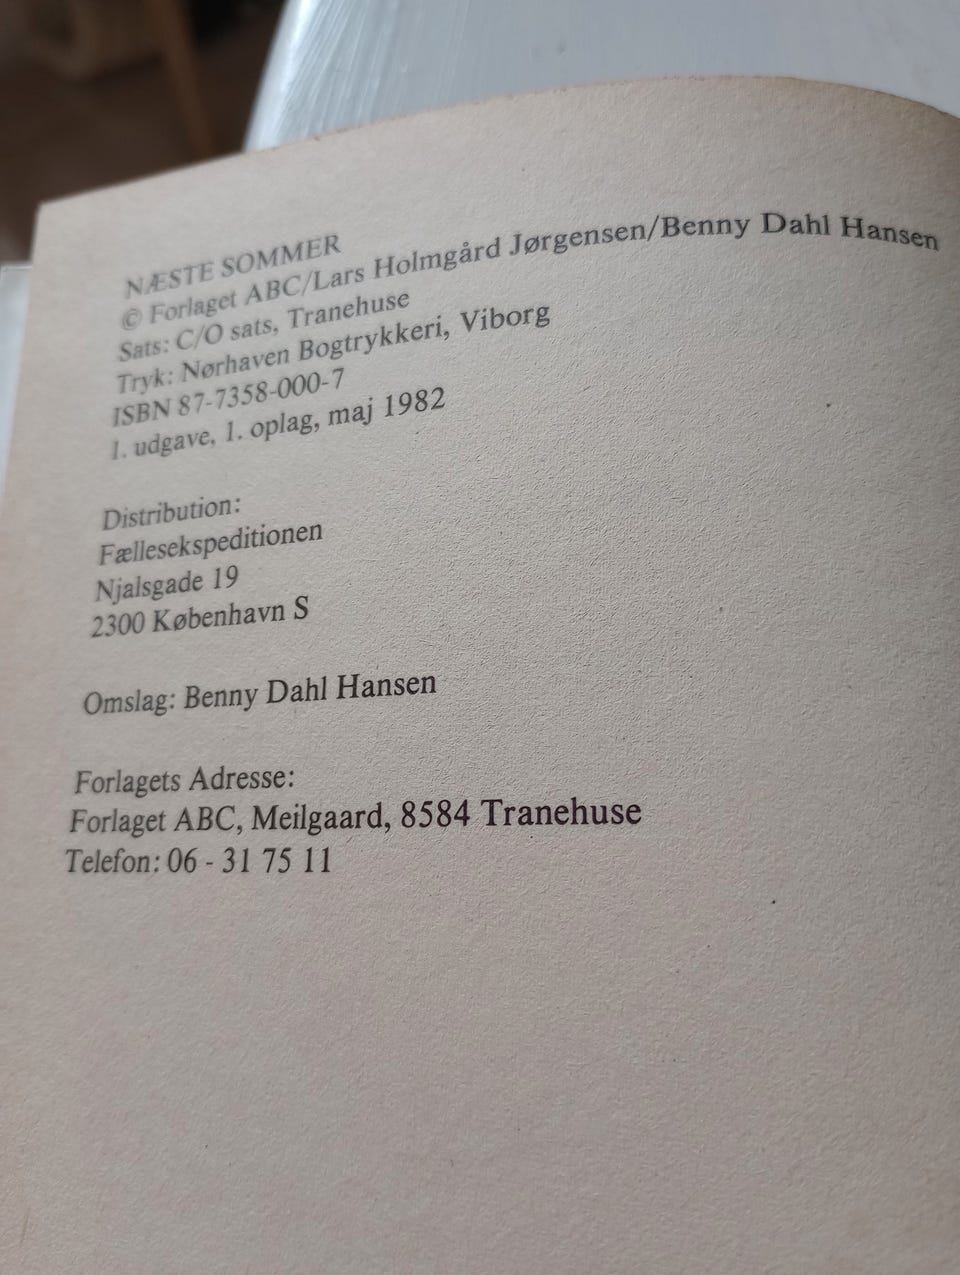 NÆSTE SOMMER
© Forlaget ABC/Lars Holmgård Jørgensen/Benny Dahl Hansen
Sats: C/O sats, Tranehuse
Tryk: Nørhaven Bogtrykkeri, Viborg
ISBN 87-7358-000-7
1. udgave, 1. oplag, maj 1982
Distribution:
Fællesekspeditionen
Njalsgade 19
2300 København S
Omslag: Benny Dahl Hansen
Forlagets Adresse:
Forlaget ABC, Meilgaard, 8584 Tranehuse
Telefon: 06 - 31 75 11